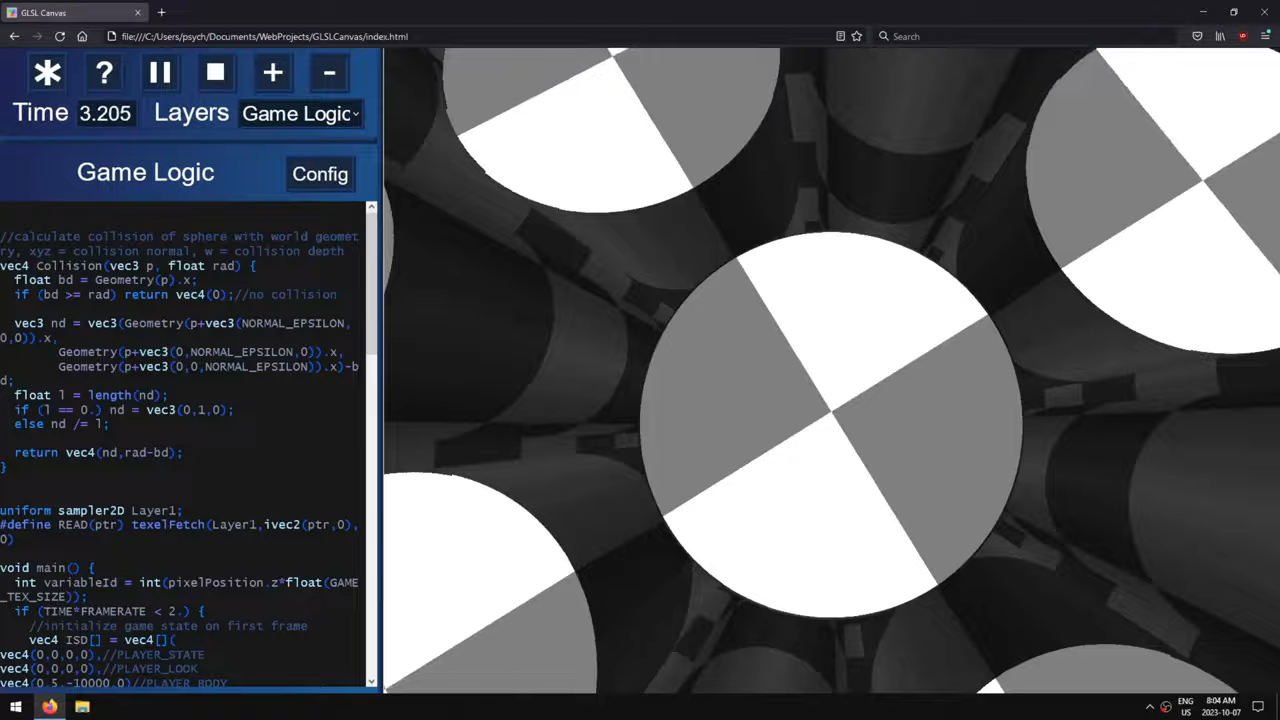 GLSL Canvas
file:///C:/Users/psych/Documents/WebProjects/GLSLCanvas/index.html
Search
* ? + -
Time 3.205 Layers Game Logic
Game Logic Config
//calculate collision of sphere with world geomet
ry, xyz = collision normal, w = collision depth
vec4 Collision(vec3 p, float rad) {
float bd = Geometry(p).x;
if (bd >= rad) return vec4(0);//no collision
vec3 nd = vec3(Geometry(p+vec3(NORMAL_EPSILON,
0,0)).x,
Geometry(p+vec3(0,NORMAL_EPSILON,0)).x,
Geometry(p+vec3(0,0,NORMAL_EPSILON)).x)-b
d;
float l = length(nd);
if (l == 0.) nd = vec3(0,1,0);
else nd /= l;
return vec4(nd,rad-bd);
}
uniform sampler2D Layer1;
#define READ(ptr) texelFetch(Layer1,ivec2(ptr,0),
0)
void main() {
int variableId = int(pixelPosition.z*float(GAME
_TEX_SIZE));
if (TIME*FRAMERATE < 2.) {
//initialize game state on first frame
vec4 ISD[] = vec4[](
vec4(0,0,0,0),//PLAYER_STATE
vec4(0,0,0,0),//PLAYER_LOOK
vec4(0,5,-10000,0)//PLAYER_BODY
ENG
US
8:04 AM
2023-10-07